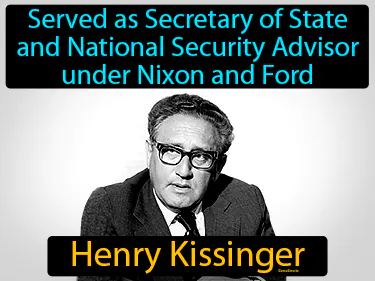 Served as Secretary of State
and National Security Advisor
under Nixon and Ford
Henry Kissinger